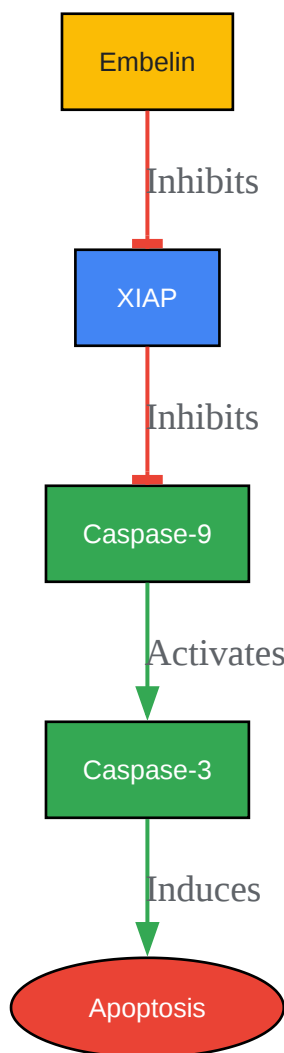 Embelin
Inhibits
XIAP
Inhibits
Caspase-9
Activates
Caspase-3
Induces
Apoptosis